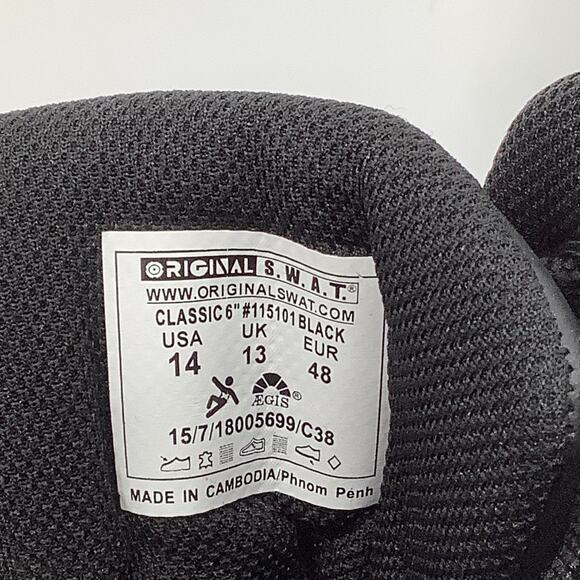 ORIGINAL S.W.A.T.®
WWW.ORIGINALSWAT.COM
CLASSIC 6" #115101 BLACK
USA UK EUR
14 13 48
ÆGIS ®
15/7/18005699/C38
MADE IN CAMBODIA/Phnom Pénh